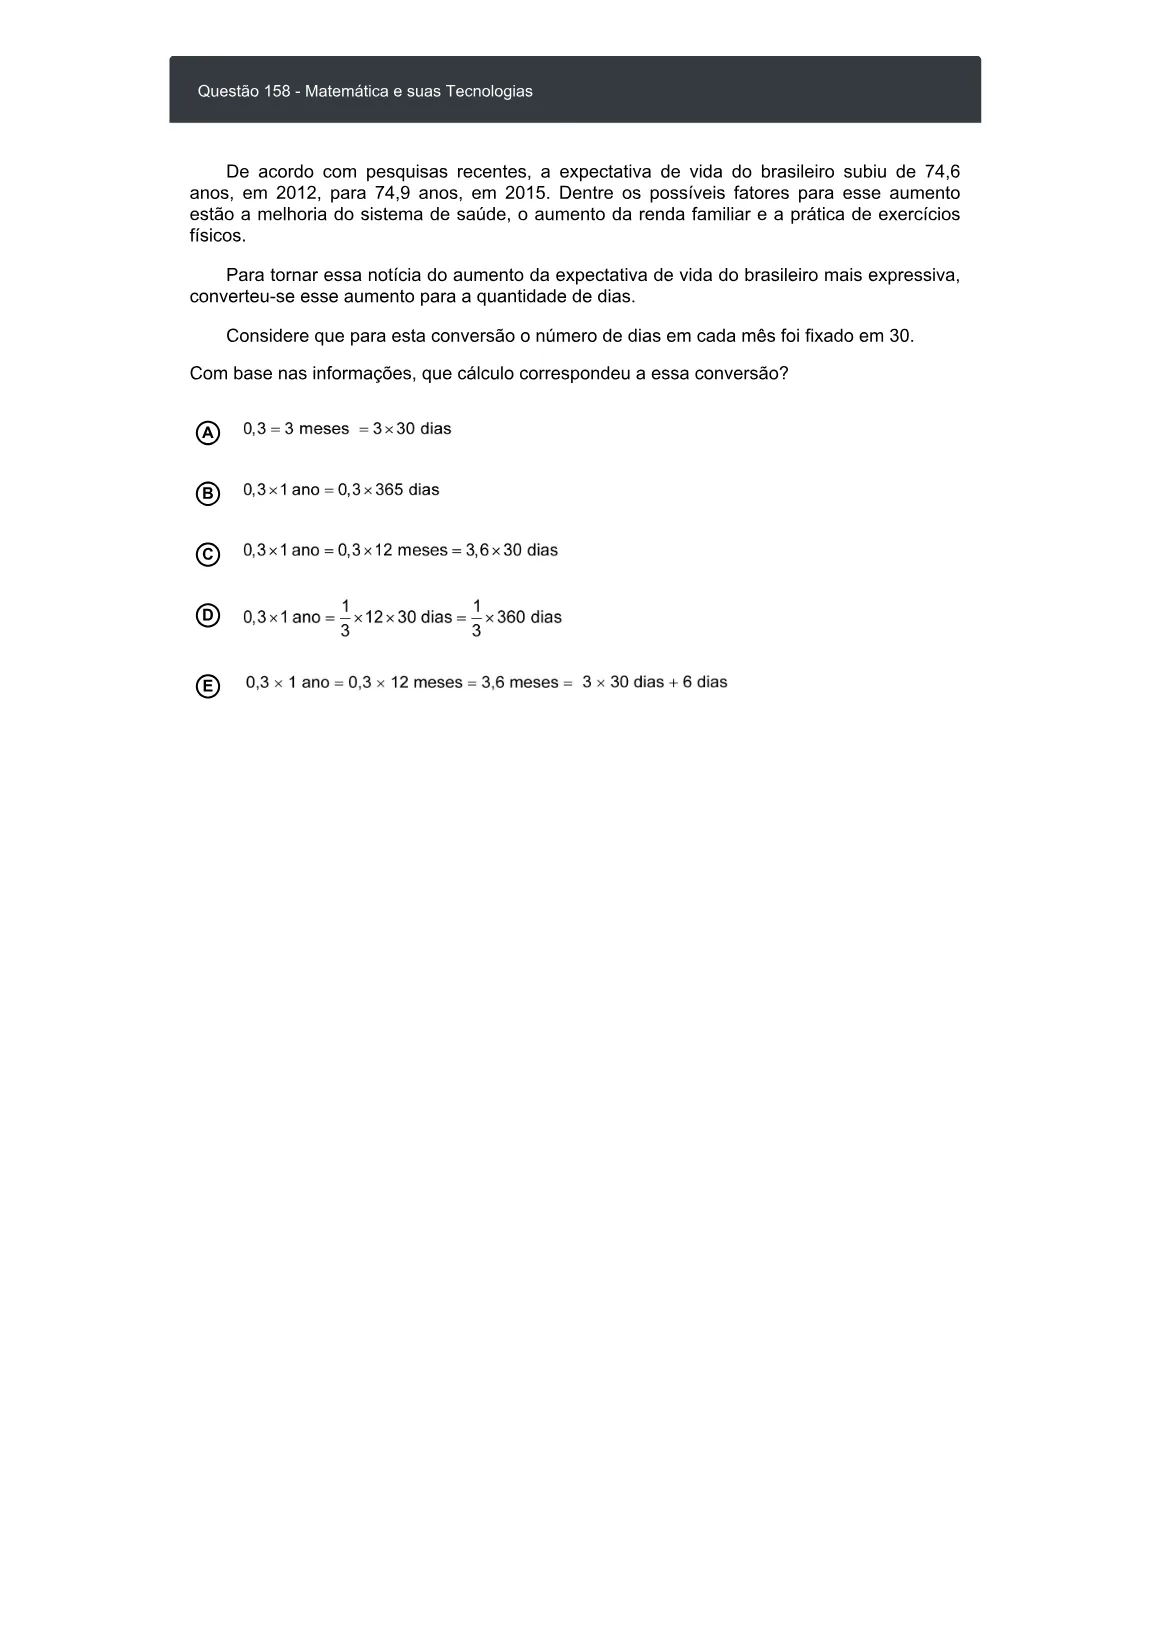 Questão 158 - Matemática e suas Tecnologias
De acordo com pesquisas recentes, a expectativa de vida do brasileiro subiu de 74,6
anos, em 2012, para 74,9 anos, em 2015. Dentre os possíveis fatores para esse aumento
estão a melhoria do sistema de saúde, o aumento da renda familiar e a prática de exercícios
físicos.
Para tornar essa notícia do aumento da expectativa de vida do brasileiro mais expressiva,
converteu-se esse aumento para a quantidade de dias.
Considere que para esta conversão o número de dias em cada mês foi fixado em 30.
Com base nas informações, que cálculo correspondeu a essa conversão?
A 0,3 = 3 meses = 3 × 30 dias
B 0,3 × 1 ano = 0,3 × 365 dias
C 0,3 × 1 ano = 0,3 × 12 meses = 3,6 × 30 dias
D 0,3 × 1 ano = 1/3 × 12 × 30 dias = 1/3 × 360 dias
E 0,3 × 1 ano = 0,3 × 12 meses = 3,6 meses = 3 × 30 dias + 6 dias